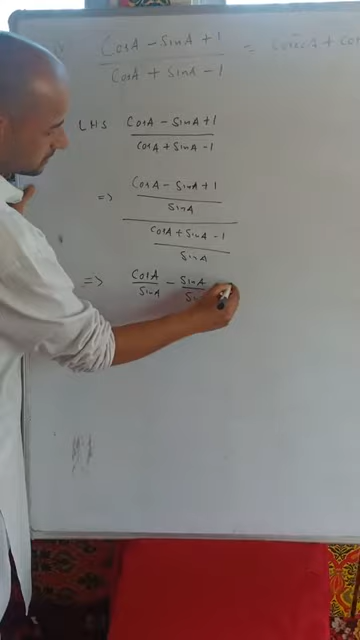 CosA - SinA + 1 / CosA + SinA - 1 = CosecA + Cot
LHS CosA - SinA + 1 / CosA + SinA - 1
=> CosA - SinA + 1 / SinA / CosA + SinA - 1 / SinA
=> CosA / SinA - SinA / Si